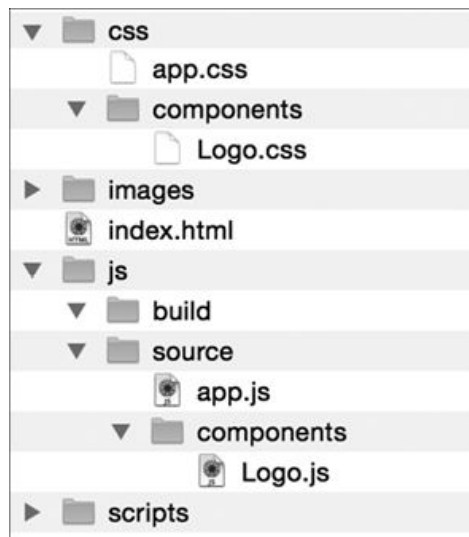 css
app.css
components
Logo.css
images
index.html
js
build
source
app.js
components
Logo.js
scripts